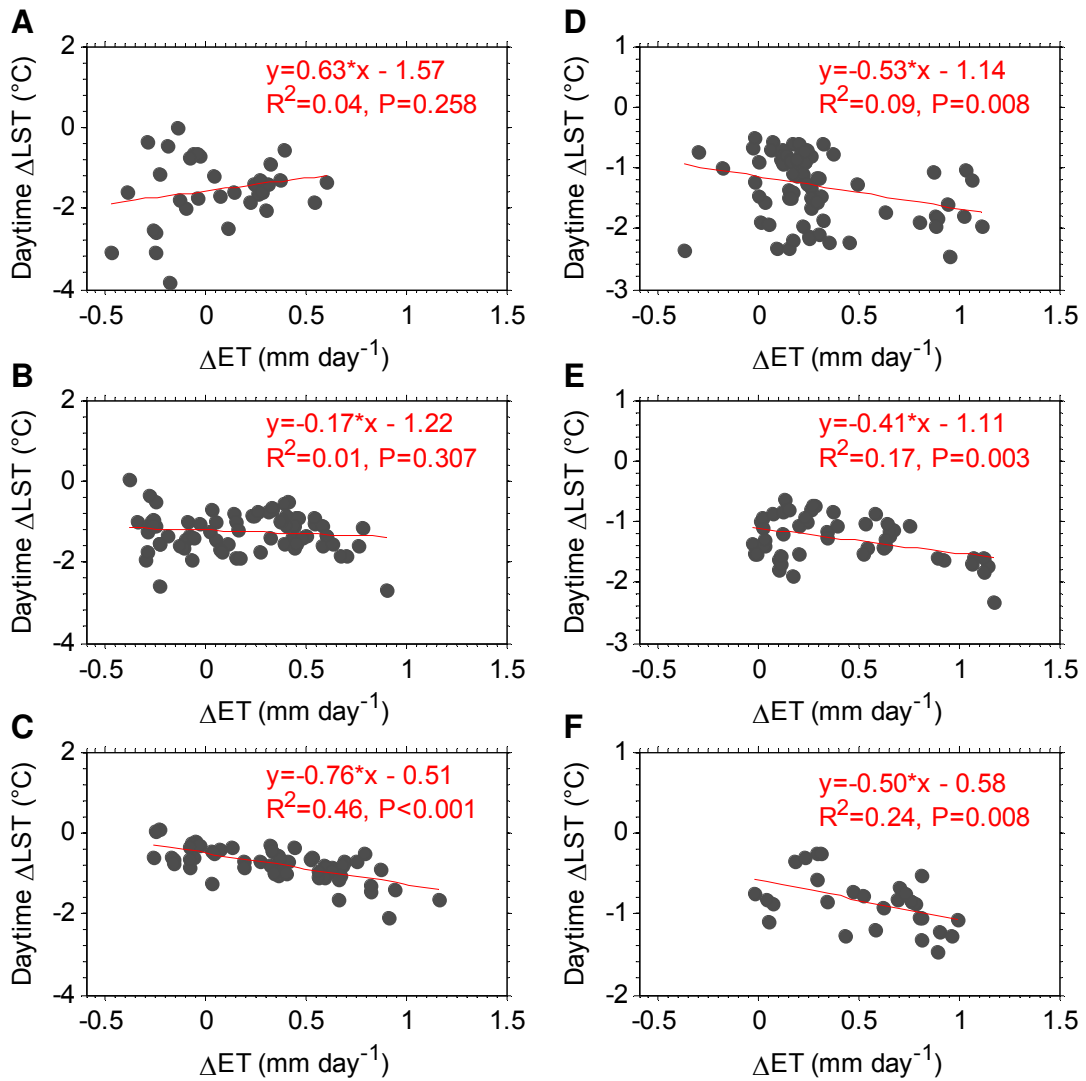 A
Daytime ΔLST (°C)
2
0
-2
-4
y=0.63*x - 1.57
R²=0.04, P=0.258
-0.5 0 0.5 1 1.5
ΔET (mm day⁻¹)
D
Daytime ΔLST (°C)
1
0
-1
-2
-3
y=-0.53*x - 1.14
R²=0.09, P=0.008
-0.5 0 0.5 1 1.5
ΔET (mm day⁻¹)
B
Daytime ΔLST (°C)
2
0
-2
-4
y=-0.17*x - 1.22
R²=0.01, P=0.307
-0.5 0 0.5 1 1.5
ΔET (mm day⁻¹)
E
Daytime ΔLST (°C)
1
0
-1
-2
-3
y=-0.41*x - 1.11
R²=0.17, P=0.003
-0.5 0 0.5 1 1.5
ΔET (mm day⁻¹)
C
Daytime ΔLST (°C)
2
0
-2
-4
y=-0.76*x - 0.51
R²=0.46, P<0.001
-0.5 0 0.5 1 1.5
ΔET (mm day⁻¹)
F
Daytime ΔLST (°C)
1
0
-1
-2
y=-0.50*x - 0.58
R²=0.24, P=0.008
-0.5 0 0.5 1 1.5
ΔET (mm day⁻¹)